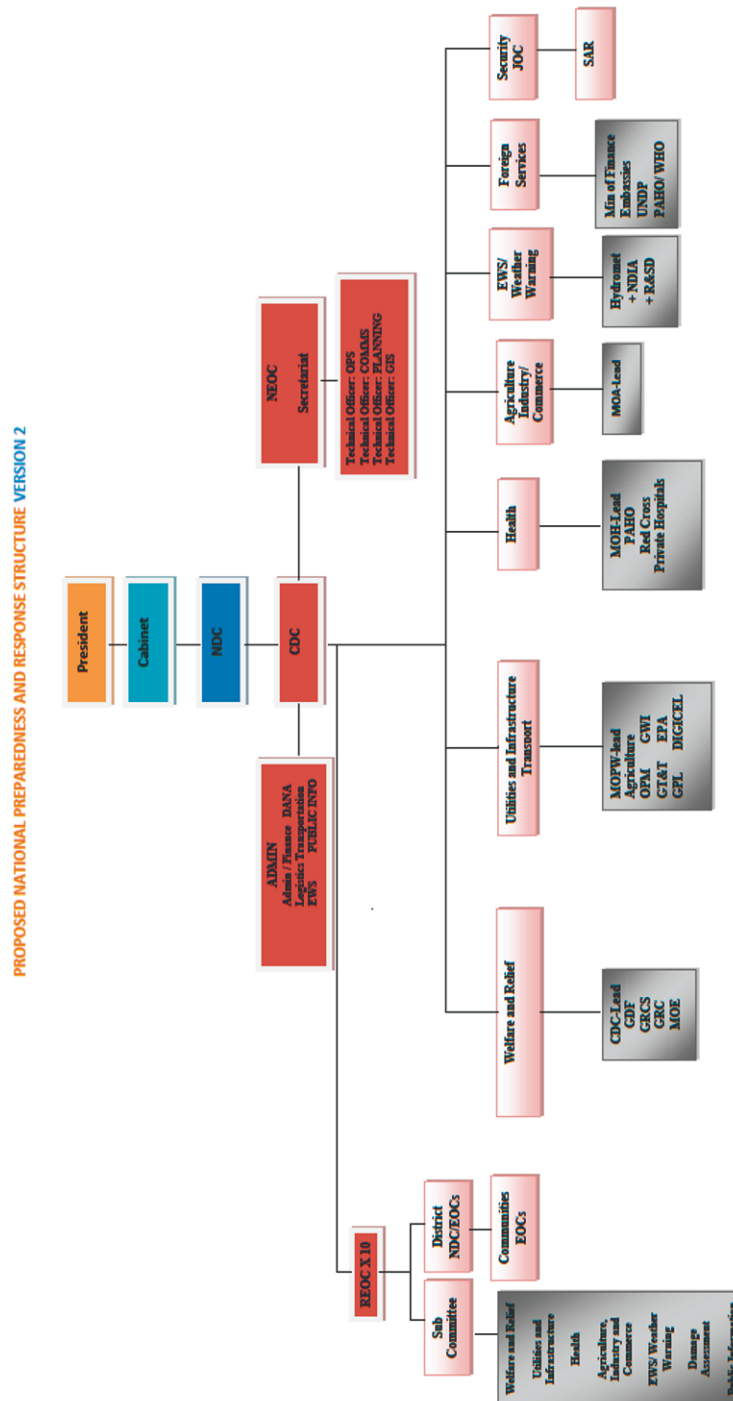 PROPOSED NATIONAL PREPAREDNESS AND RESPONSE STRUCTURE VERSION 2
President
Cabinet
NDC
CDC
ADMIN
Admin / Finance DANA
Logistics Transportation
EWS PUBLIC INFO
NEOC
Secretariat
Technical Officer: OPS
Technical Officer: COMMS
Technical Officer: PLANNING
Technical Officer: GIS
REOC X 10
Sub
Committee
District
NDC/EOCs
Communities
EOCs
Welfare and Relief
Utilities and
Infrastructure
Health
Agriculture,
Industry and
Commerce
EWS/ Weather
Warning
Damage
Assessment
Public Information
Welfare and Relief
CDC-Lead
GDF
GRCS
GRC
MOE
Utilities and Infrastructure
Transport
MOPW-lead
Agriculture
OPM GWI
GT&T EPA
GPL DIGICEL
Health
MOH-Lead
PAHO
Red Cross
Private Hospitals
Agriculture
Industry/
Commerce
MOA-Lead
EWS/
Weather
Warning
Hydromet
+ NDIA
+ R&SD
Foreign
Services
Min of Finance
Embassies
UNDP
PAHO/ WHO
Security
JOC
SAR